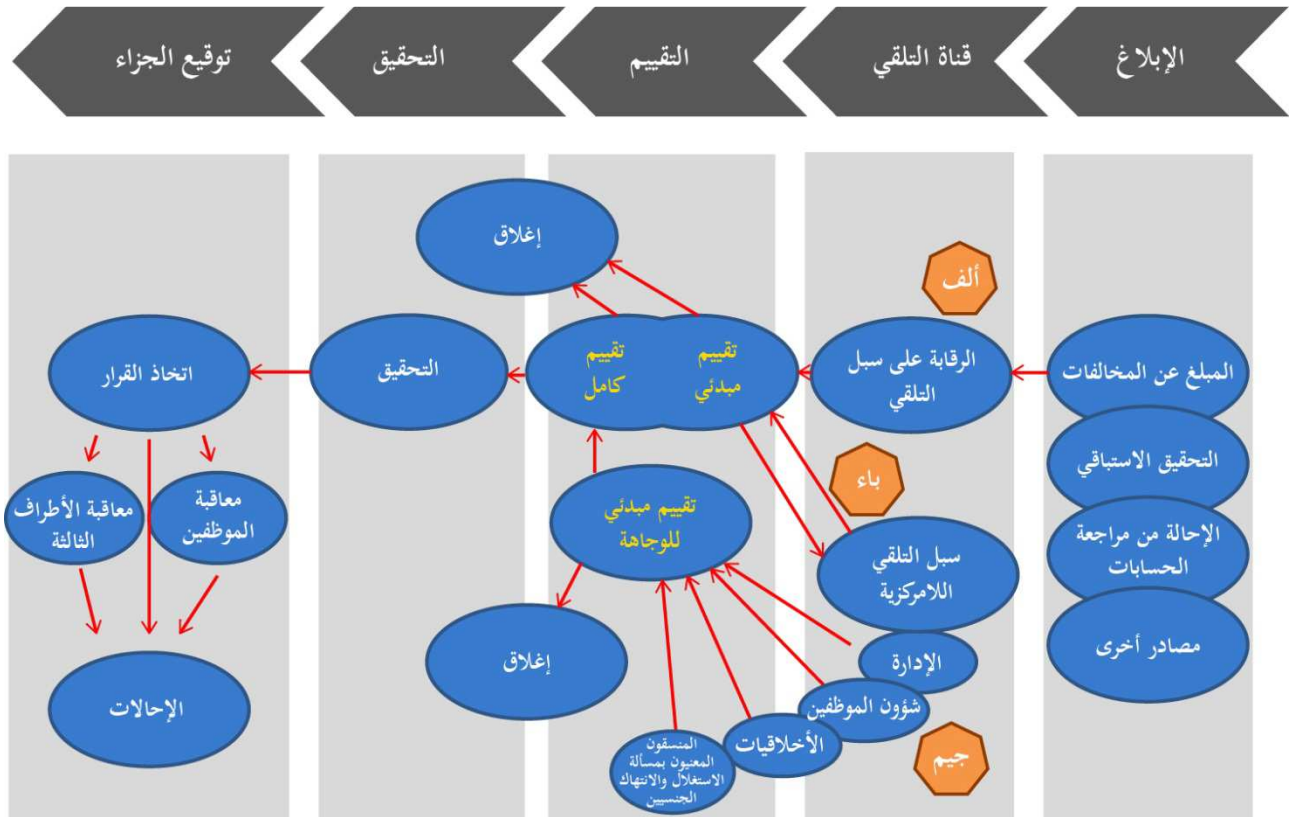 الإبلاغ
قناة التلقي
التقييم
التحقيق
توقيع الجزاء
المبلغ عن المخالفات
التحقيق الاستباقي
الإحالة من مراجعة
الحسابات
مصادر أخرى
ألف
الرقابة على سبل
التلقي
باء
سبل التلقي
اللامركزية
الإدارة
شؤون الموظفين
الأخلاقيات
المنسقون
المعنيون بمسألة
الاستغلال والانتهاك
الجنسيين
جيم
إغلاق
تقييم
مبدئي
تقييم
كامل
تقييم مبدئي
للوجاهة
إغلاق
التحقيق
اتخاذ القرار
معاقبة
الموظفين
معاقبة الأطراف
الثالثة
الإحالات